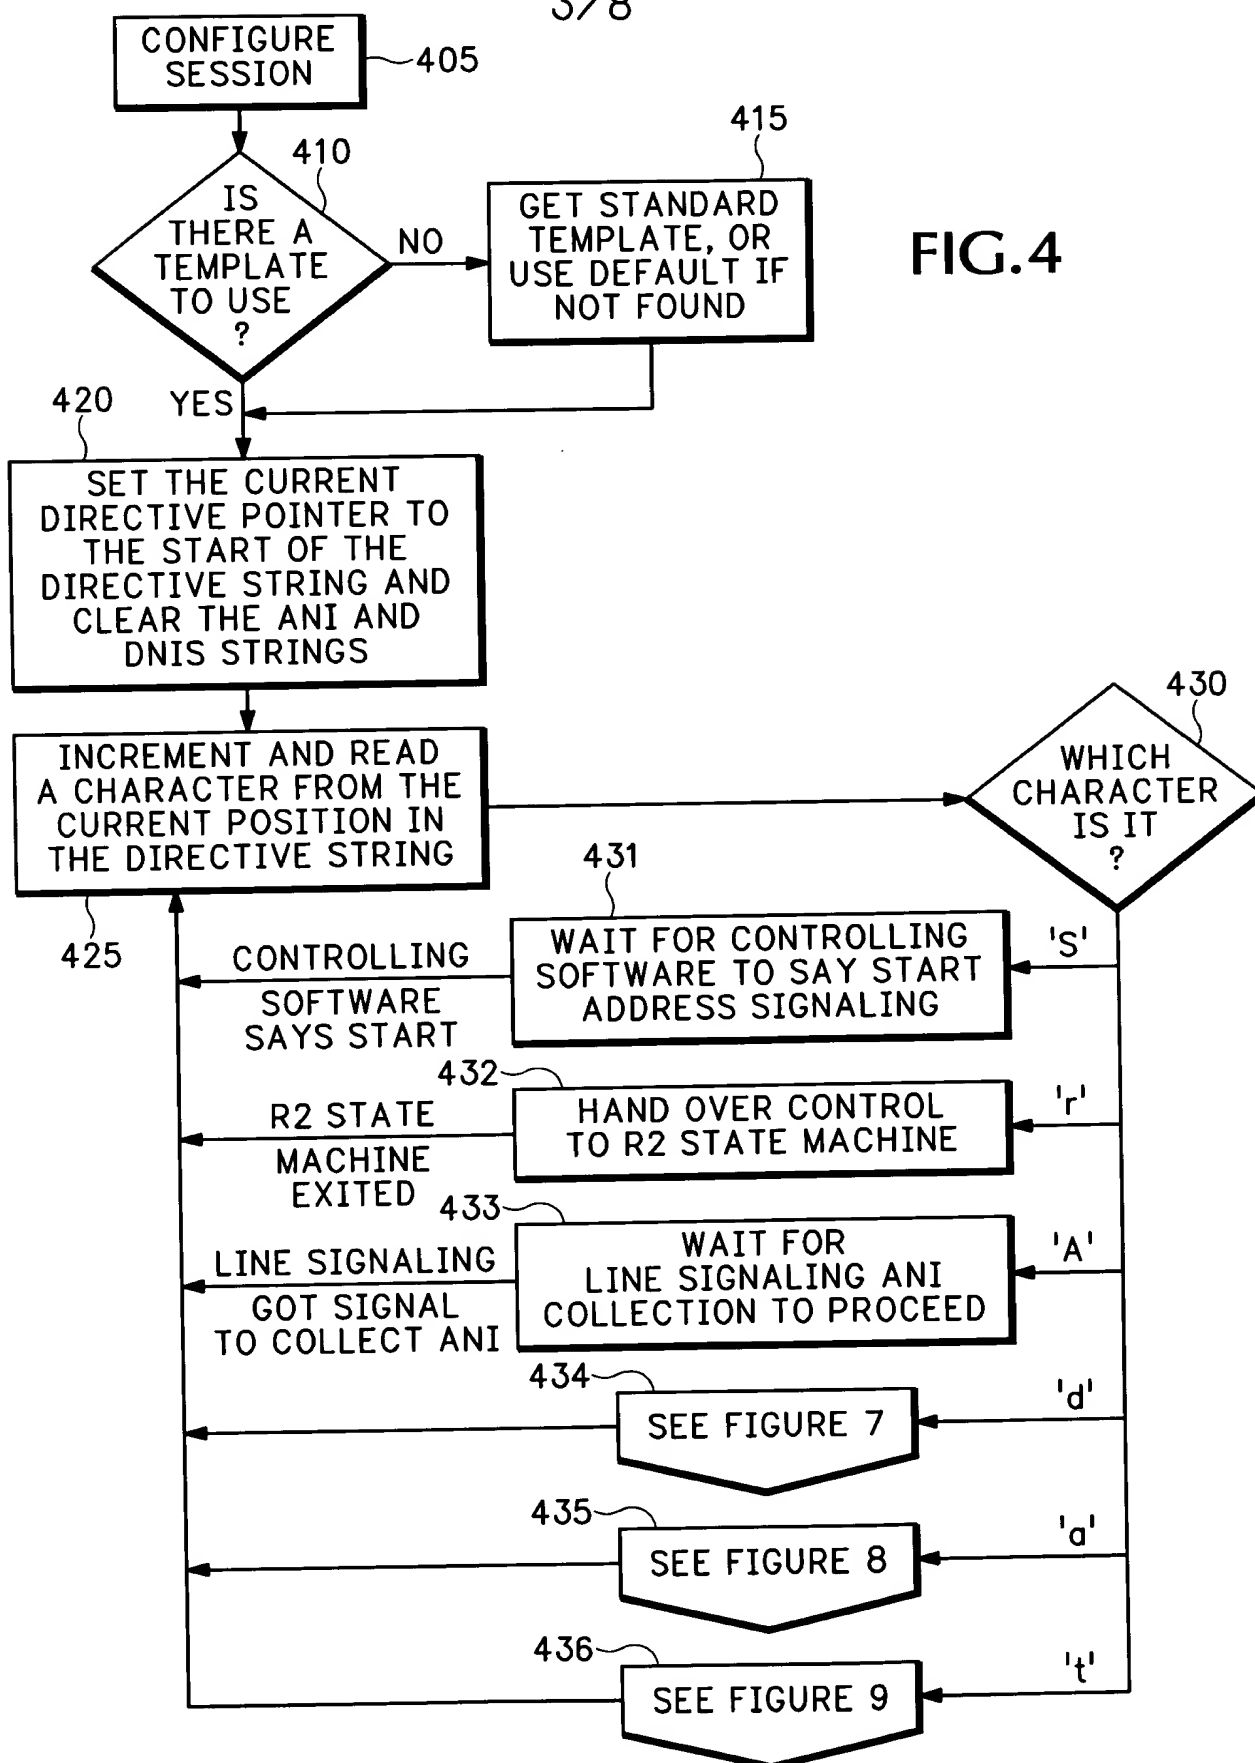 3/8
CONFIGURE
SESSION
405
410
415
IS
THERE A
TEMPLATE
TO USE
?
NO
GET STANDARD
TEMPLATE, OR
USE DEFAULT IF
NOT FOUND
FIG.4
420
YES
SET THE CURRENT
DIRECTIVE POINTER TO
THE START OF THE
DIRECTIVE STRING AND
CLEAR THE ANI AND
DNIS STRINGS
430
INCREMENT AND READ
A CHARACTER FROM THE
CURRENT POSITION IN
THE DIRECTIVE STRING
WHICH
CHARACTER
IS IT
?
425
431
CONTROLLING
SOFTWARE
SAYS START
WAIT FOR CONTROLLING
SOFTWARE TO SAY START
ADDRESS SIGNALING
'S'
432
R2 STATE
MACHINE
EXITED
HAND OVER CONTROL
TO R2 STATE MACHINE
'r'
433
LINE SIGNALING
GOT SIGNAL
TO COLLECT ANI
WAIT FOR
LINE SIGNALING ANI
COLLECTION TO PROCEED
'A'
434
SEE FIGURE 7
'd'
435
SEE FIGURE 8
'a'
436
SEE FIGURE 9
't'